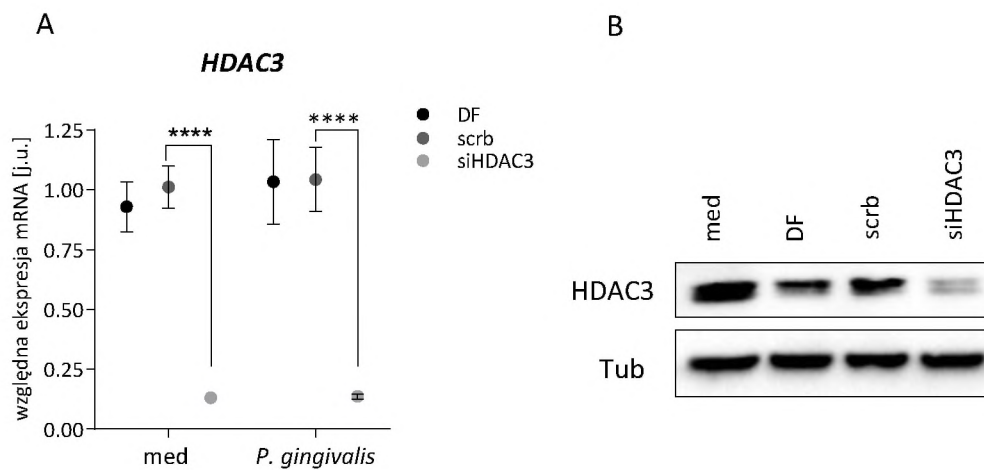 A
HDAC3
względna ekspresja mRNA [j.u.]
1.25
1.00
0.75
0.50
0.25
0.00
****
****
med
P. gingivalis
DF
scrb
siHDAC3
B
med
DF
scrb
siHDAC3
HDAC3
Tub